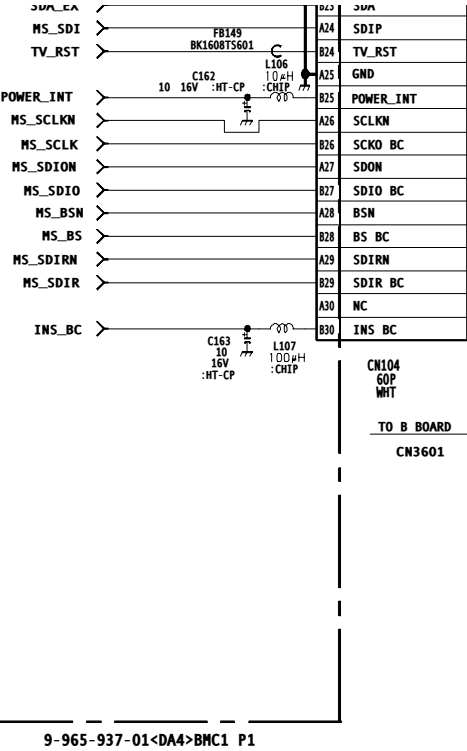 SDA_EX B23 SDA
MS_SDI A24 SDIP
FB149
TV_RST BK1608TS601 B24 TV_RST
L106
C162 10μH A25 GND
10 16V :HT-CP :CHIP
POWER_INT B25 POWER_INT
MS_SCLKN A26 SCLKN
MS_SCLK B26 SCKO BC
MS_SDION A27 SDON
MS_SDIO B27 SDIO BC
MS_BSN A28 BSN
MS_BS B28 BS BC
MS_SDIRN A29 SDIRN
MS_SDIR B29 SDIR BC
A30 NC
INS_BC B30 INS BC
C163 L107
10 100μH
16V :CHIP
:HT-CP
CN104
60P
WHT
TO B BOARD
CN3601
9-965-937-01<DA4>BMC1 P1